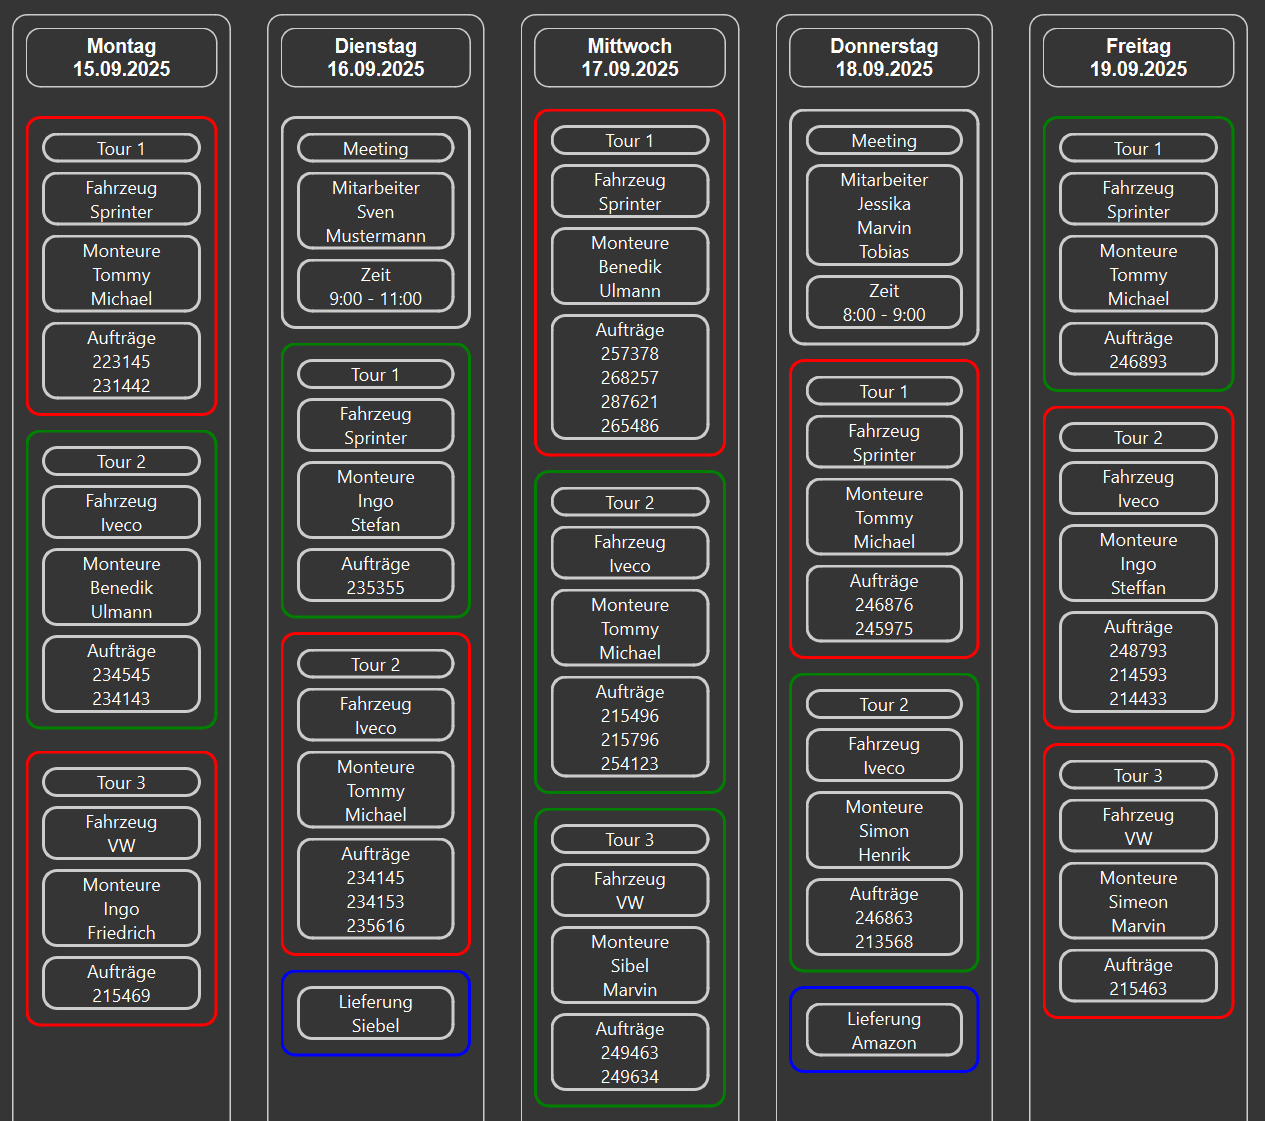 Montag
15.09.2025
Tour 1
Fahrzeug
Sprinter
Monteure
Tommy
Michael
Aufträge
223145
231442
Tour 2
Fahrzeug
Iveco
Monteure
Benedik
Ulmann
Aufträge
234545
234143
Tour 3
Fahrzeug
VW
Monteure
Ingo
Friedrich
Aufträge
215469
Dienstag
16.09.2025
Meeting
Mitarbeiter
Sven
Mustermann
Zeit
9:00 - 11:00
Tour 1
Fahrzeug
Sprinter
Monteure
Ingo
Stefan
Aufträge
235355
Tour 2
Fahrzeug
Iveco
Monteure
Tommy
Michael
Aufträge
234145
234153
235616
Lieferung
Siebel
Mittwoch
17.09.2025
Tour 1
Fahrzeug
Sprinter
Monteure
Benedik
Ulmann
Aufträge
257378
268257
287621
265486
Tour 2
Fahrzeug
Iveco
Monteure
Tommy
Michael
Aufträge
215496
215796
254123
Tour 3
Fahrzeug
VW
Monteure
Sibel
Marvin
Aufträge
249463
249634
Donnerstag
18.09.2025
Meeting
Mitarbeiter
Jessika
Marvin
Tobias
Zeit
8:00 - 9:00
Tour 1
Fahrzeug
Sprinter
Monteure
Tommy
Michael
Aufträge
246876
245975
Tour 2
Fahrzeug
Iveco
Monteure
Simon
Henrik
Aufträge
246863
213568
Lieferung
Amazon
Freitag
19.09.2025
Tour 1
Fahrzeug
Sprinter
Monteure
Tommy
Michael
Aufträge
246893
Tour 2
Fahrzeug
Iveco
Monteure
Ingo
Steffan
Aufträge
248793
214593
214433
Tour 3
Fahrzeug
VW
Monteure
Simeon
Marvin
Aufträge
215463